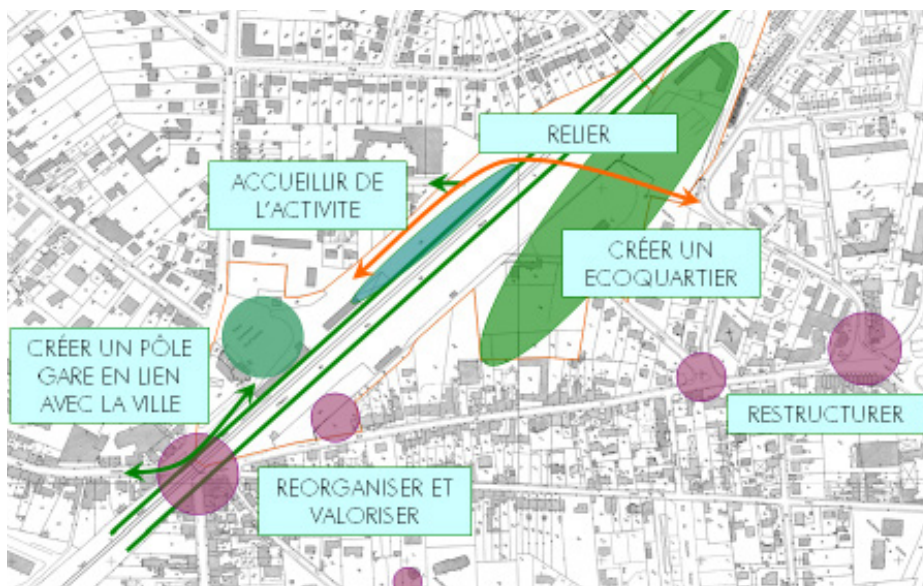 RELIER
ACCUEILLIR DE
L'ACTIVITE
CRÉER UN
ECOQUARTIER
CRÉER UN PÔLE
GARE EN LIEN
AVEC LA VILLE
RESTRUCTURER
REORGANISER ET
VALORISER